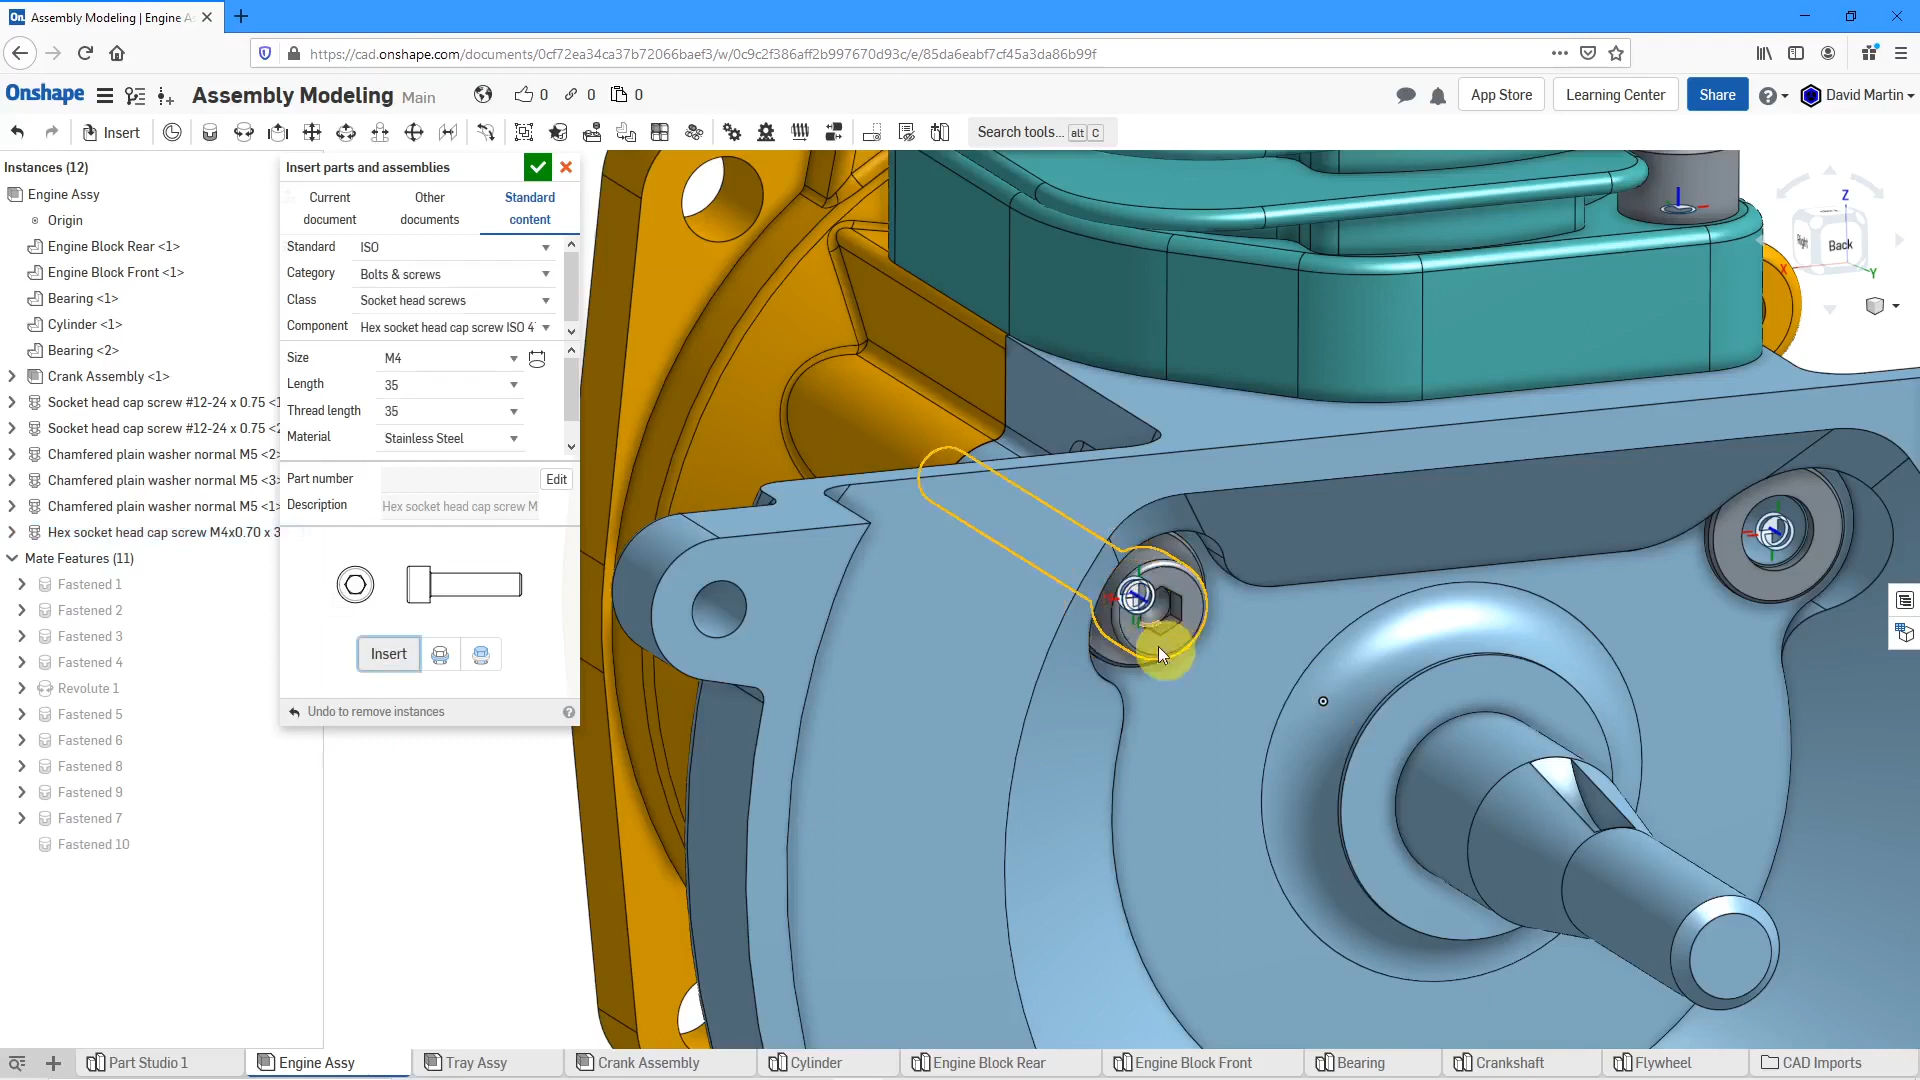 On Assembly Modeling | Engine A
https://cad.onshape.com/documents/0cf72ea34ca37b72066baef3/w/0c9c2f386aff2b997670d93c/e/85da6eabf7cf45a3da86b99f
Onshape Assembly Modeling Main 0 0 0 App Store Learning Center Share David Martin
Insert Search tools... alt C
Instances (12)
Engine Assy
Origin
Engine Block Rear <1>
Engine Block Front <1>
Bearing <1>
Cylinder <1>
Bearing <2>
Crank Assembly <1>
Socket head cap screw #12-24 x 0.75 <1
Socket head cap screw #12-24 x 0.75 <2
Chamfered plain washer normal M5 <2>
Chamfered plain washer normal M5 <3>
Chamfered plain washer normal M5 <1>
Hex socket head cap screw M4x0.70 x 3
Mate Features (11)
Fastened 1
Fastened 2
Fastened 3
Fastened 4
Revolute 1
Fastened 5
Fastened 6
Fastened 8
Fastened 9
Fastened 7
Fastened 10
Insert parts and assemblies
Current document
Other documents
Standard content
Standard ISO
Category Bolts & screws
Class Socket head screws
Component Hex socket head cap screw ISO 4
Size M4
Length 35
Thread length 35
Material Stainless Steel
Part number Edit
Description Hex socket head cap screw M
Insert
Undo to remove instances
Z
Right Back
X Y
Part Studio 1 Engine Assy Tray Assy Crank Assembly Cylinder Engine Block Rear Engine Block Front Bearing Crankshaft Flywheel CAD Imports